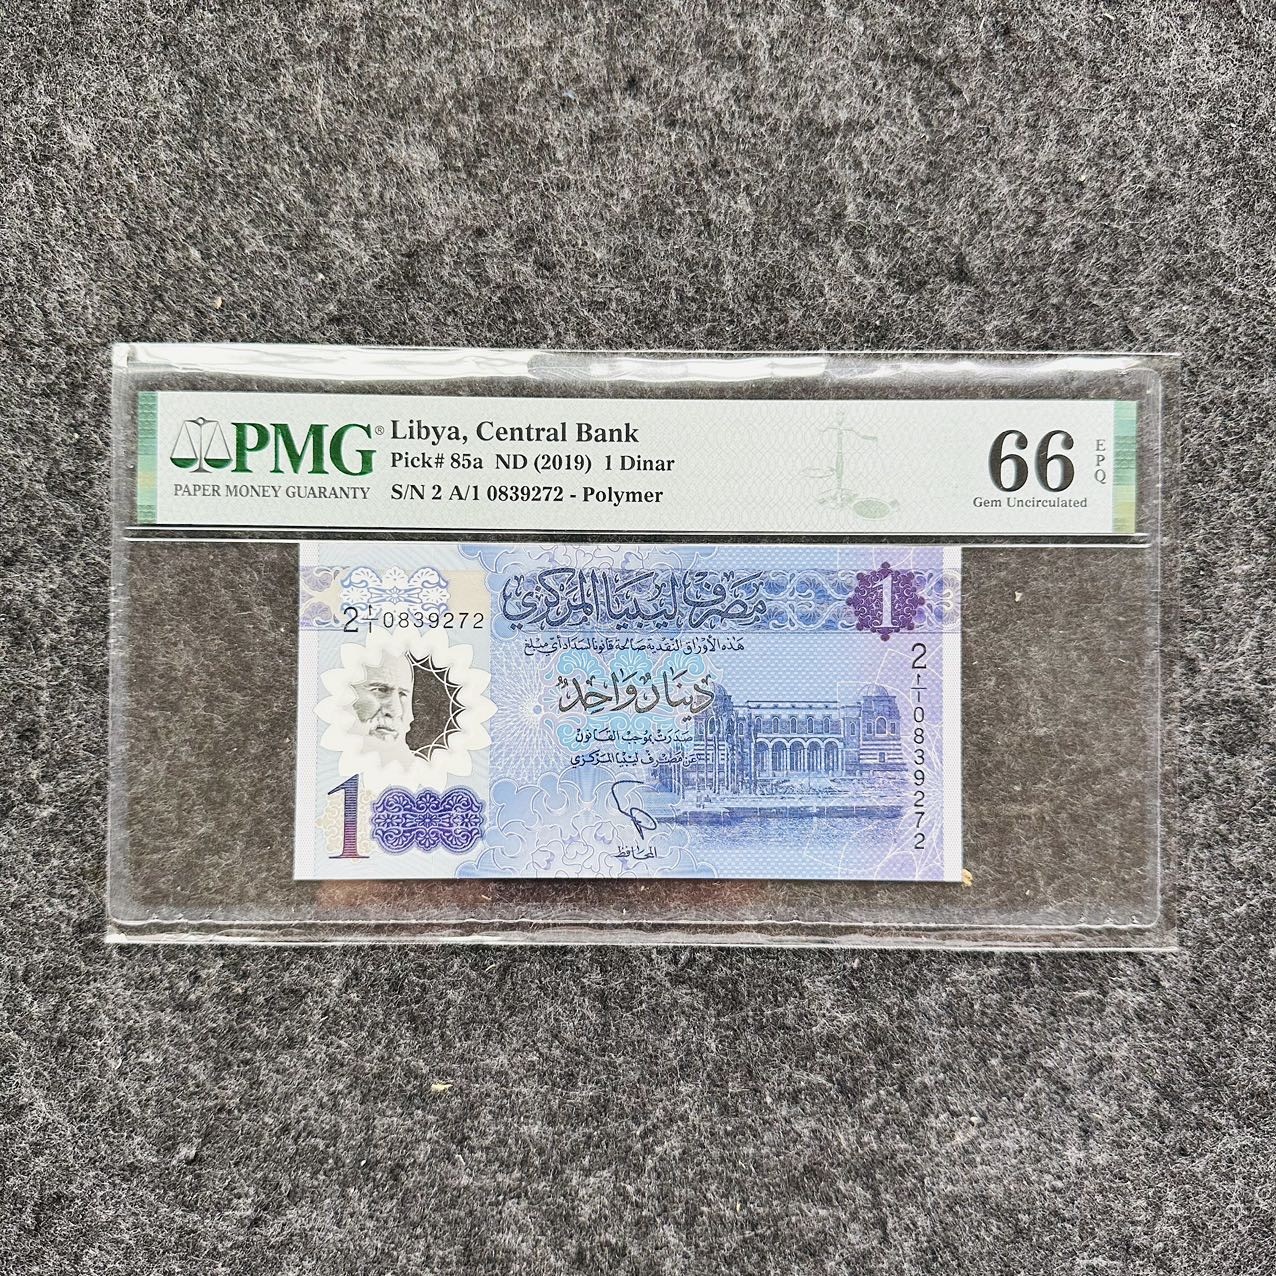 PMG®
PAPER MONEY GUARANTY
Libya, Central Bank
Pick# 85a ND (2019) 1 Dinar
S/N 2 A/1 0839272 - Polymer
66
EPQ
Gem Uncirculated
مصرف ليبيا المركزي
1
2 أ/1 0839272
هذه الأوراق النقدية صالحة قانونا لسداد أي مبلغ
دينار واحد
2 أ/1 0839272
صدرت بموجب القانون
عن مصرف ليبيا المركزي
1
المحافظ